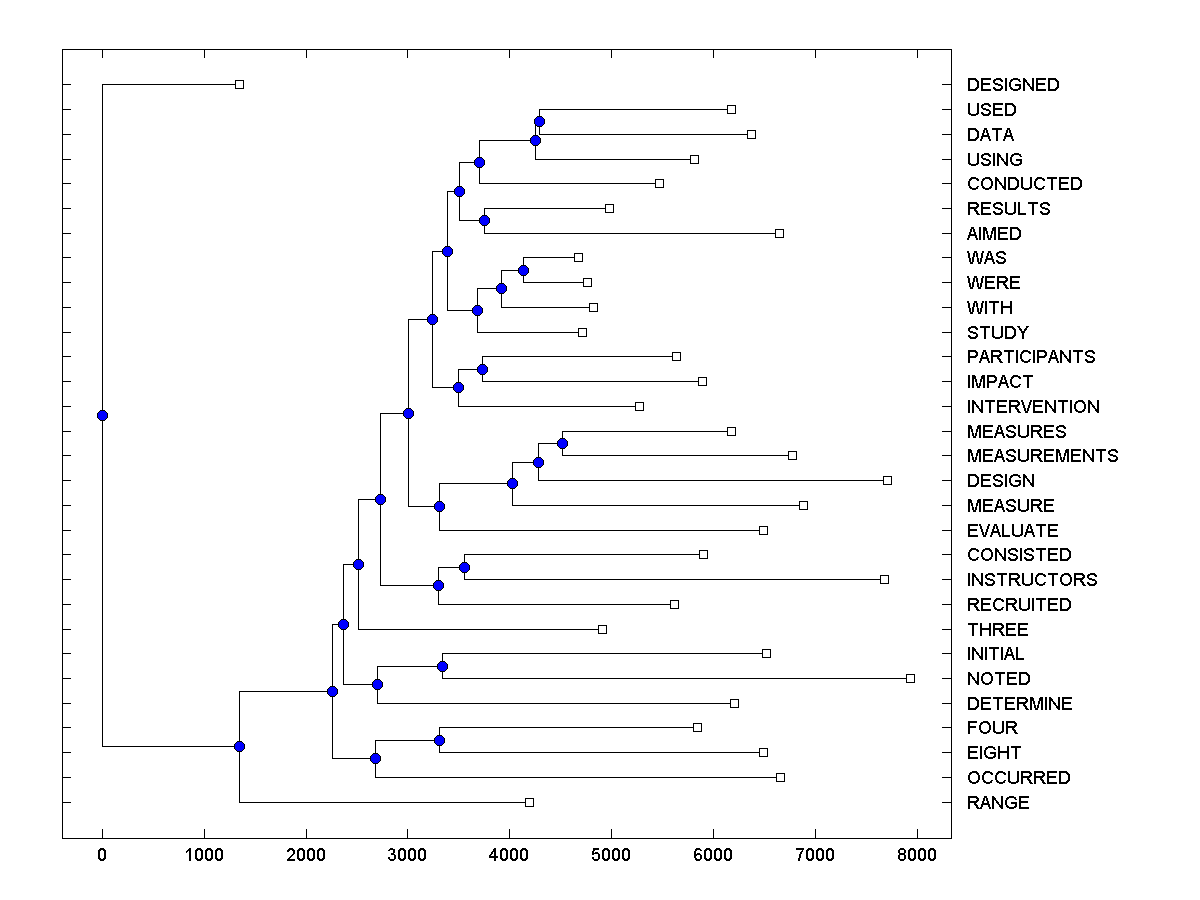 DESIGNED
USED
DATA
USING
CONDUCTED
RESULTS
AIMED
WAS
WERE
WITH
STUDY
PARTICIPANTS
IMPACT
INTERVENTION
MEASURES
MEASUREMENTS
DESIGN
MEASURE
EVALUATE
CONSISTED
INSTRUCTORS
RECRUITED
THREE
INITIAL
NOTED
DETERMINE
FOUR
EIGHT
OCCURRED
RANGE
0 1000 2000 3000 4000 5000 6000 7000 8000